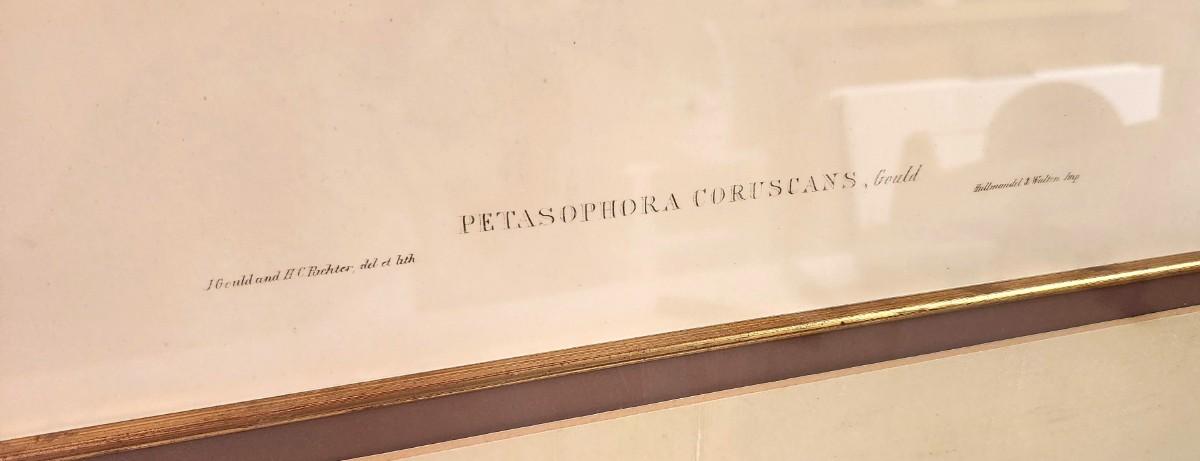 PETASOPHORA CORUSCANS, Gould
J Gould and H C Richter, del et lith
Hullmandel & Walton Imp